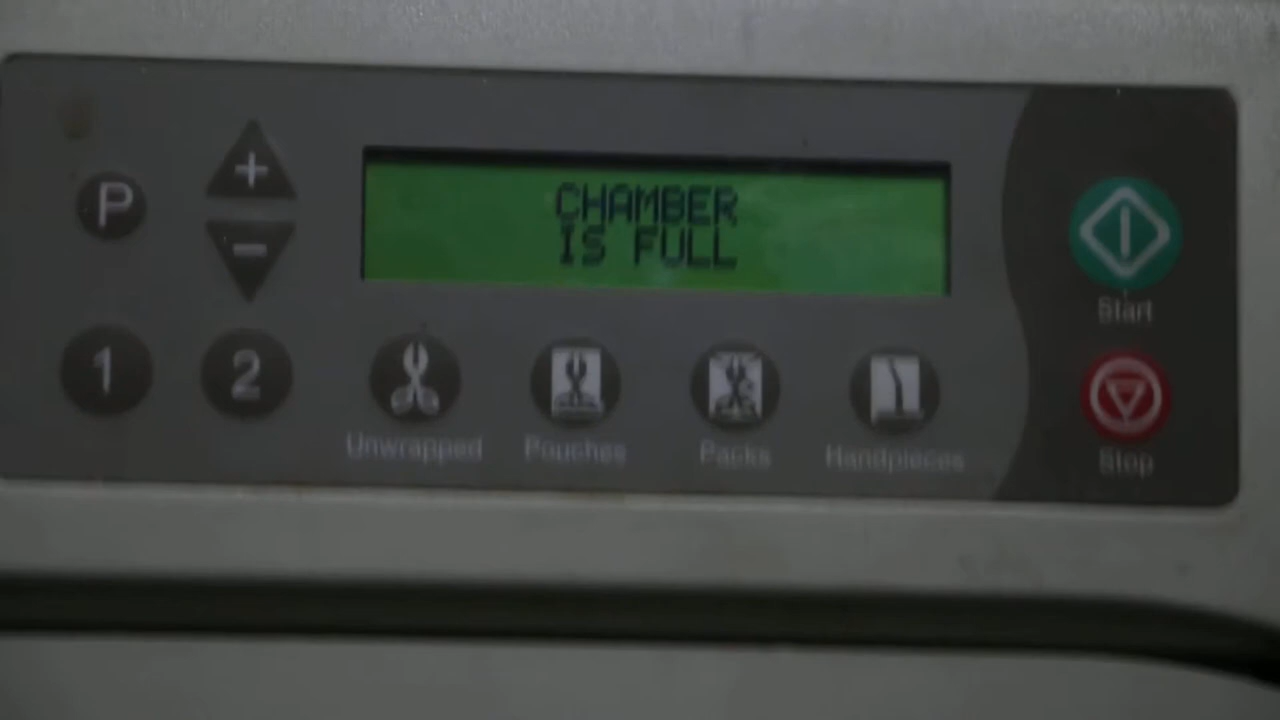 P
+
-
CHAMBER
IS FULL
1
2
Unwrapped
Pouches
Packs
Handpieces
Start
Stop